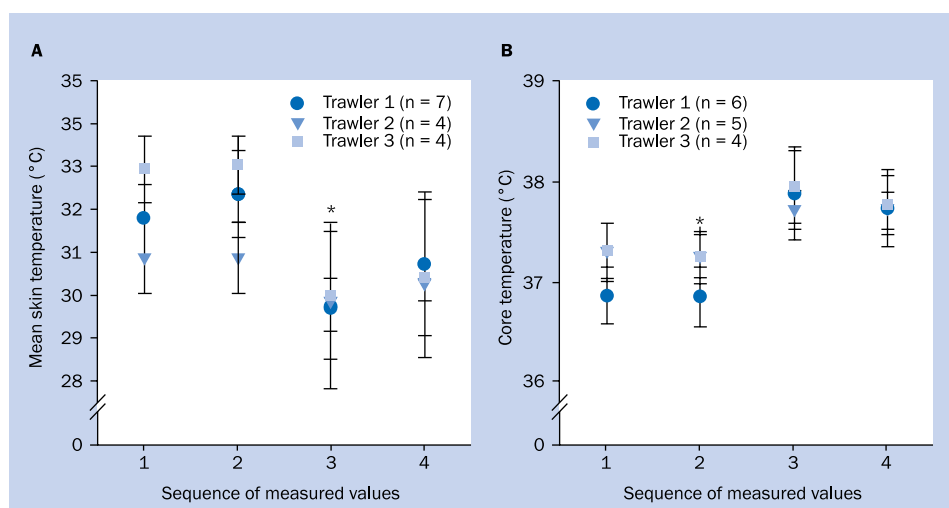 A
Mean skin temperature (°C)
35
35
33
32
31
30
29
28
0
Trawler 1 (n = 7)
Trawler 2 (n = 4)
Trawler 3 (n = 4)
*
1 2 3 4
Sequence of measured values
B
Core temperature (°C)
39
38
37
36
0
Trawler 1 (n = 6)
Trawler 2 (n = 5)
Trawler 3 (n = 4)
*
1 2 3 4
Sequence of measured values